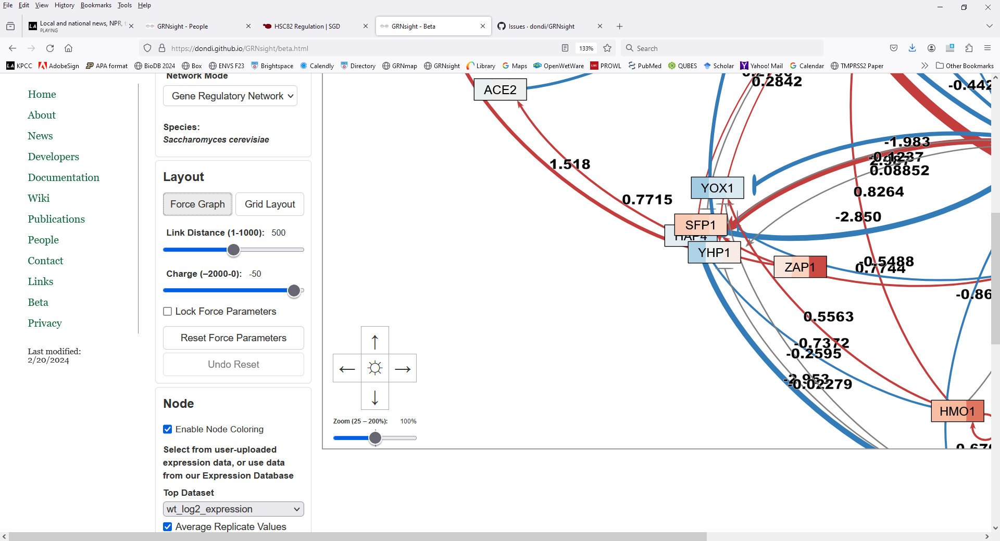 File Edit View History Bookmarks Tools Help
Local and national news, NPR, t
PLAYING
GRNsight - People
HSC82 Regulation | SGD
GRNsight - Beta
Issues · dondi/GRNsight
https://dondi.github.io/GRNsight/beta.html
133%
Search
KPCC AdobeSign APA format BioDB 2024 Box ENVS F23 Brightspace Calendly Directory GRNmap GRNsight Library Maps OpenWetWare PROWL PubMed QUBES Scholar Yahoo! Mail Calendar TMPRSS2 Paper Other Bookmarks
Home
About
News
Developers
Documentation
Wiki
Publications
People
Contact
Links
Beta
Privacy
Last modified:
2/20/2024
Network Mode
Gene Regulatory Network
Species:
Saccharomyces cerevisiae
Layout
Force Graph
Grid Layout
Link Distance (1-1000): 500
Charge (–2000-0): -50
Lock Force Parameters
Reset Force Parameters
Undo Reset
Node
Enable Node Coloring
Select from user-uploaded
expression data, or use data
from our Expression Database
Top Dataset
wt_log2_expression
Average Replicate Values
Zoom (25 – 200%): 100%
ACE2
0.2842
-0.442
-1.983
-0.1237
0.08852
1.518
YOX1
0.8264
0.7715
-2.850
SFP1
HAP4
YHP1
ZAP1
-0.5488
0.7744
-0.86
0.5563
-0.7372
-0.2595
-2.953
-0.02279
HMO1